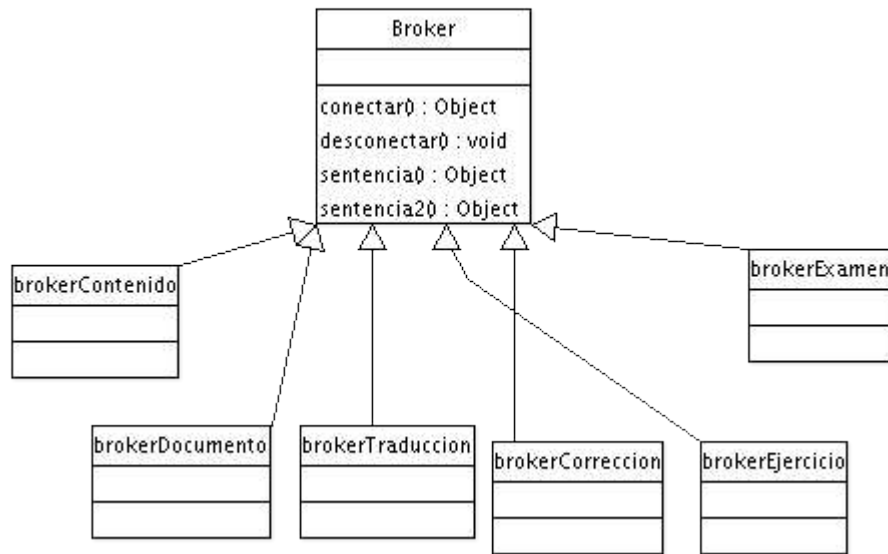 Broker
conectar() : Object
desconectar() : void
sentencia() : Object
sentencia2() : Object
brokerContenido
brokerExamen
brokerDocumento
brokerTraduccion
brokerCorreccion
brokerEjercicio